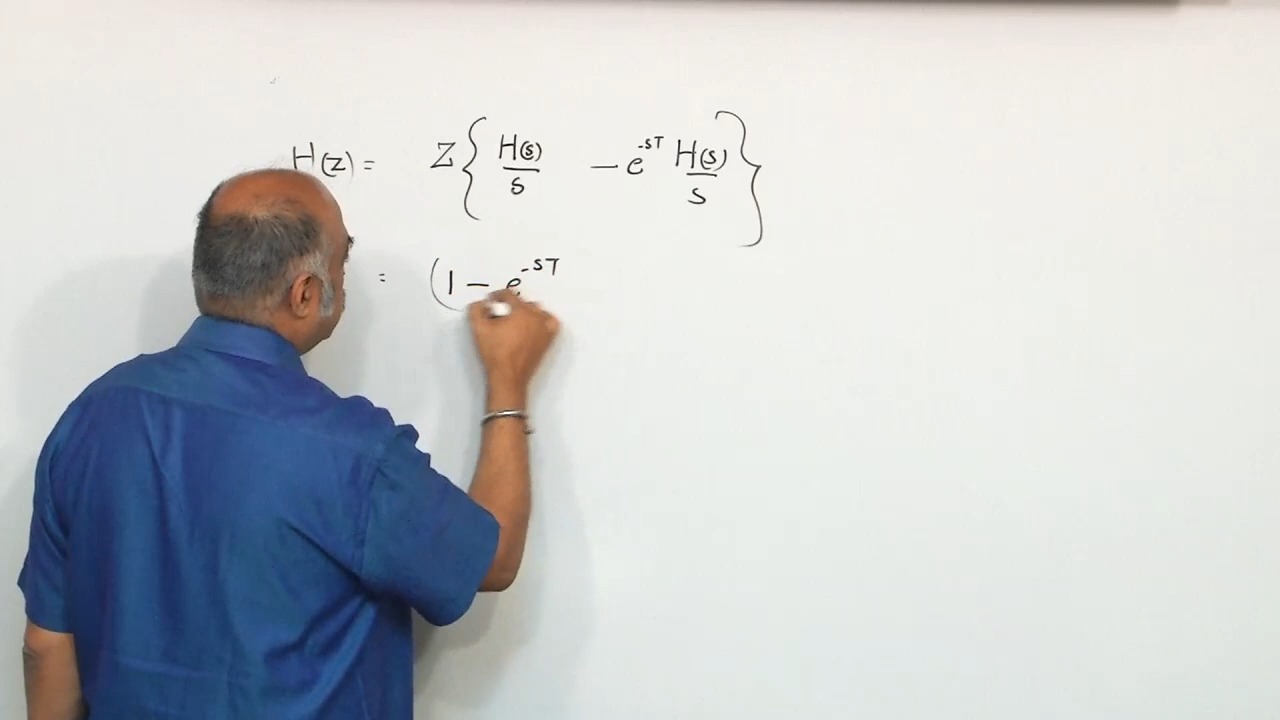 H(z) = Z{ H(s)/s - e^-sT H(s)/s }
= (1 - e^-sT